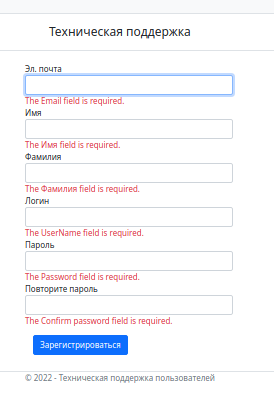 Техническая поддержка
Эл. почта
The Email field is required.
Имя
The Имя field is required.
Фамилия
The Фамилия field is required.
Логин
The UserName field is required.
Пароль
The Password field is required.
Повторите пароль
The Confirm password field is required.
Зарегистрироваться
© 2022 - Техническая поддержка пользователей